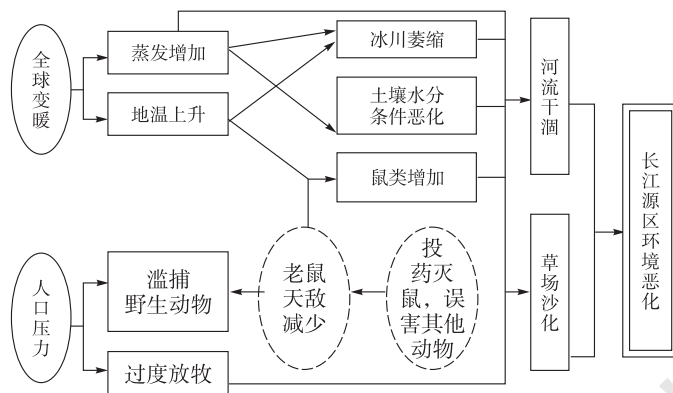 全球变暖
蒸发增加
地温上升
冰川萎缩
土壤水分
条件恶化
鼠类增加
河流干涸
长江源区环境恶化
人口压力
滥捕
野生动物
过度放牧
老鼠
天敌
减少
投
药灭
鼠，误
害其他
动物
草场沙化